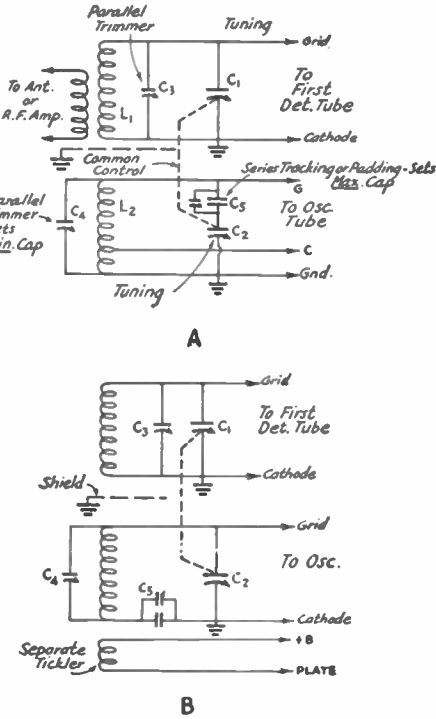 Parallel
Trimmer
Tuning
Grid
To Ant.
or
R.F. Amp.
L1
C3
C1
To
First
Det. Tube
Cathode
Common
Control
Series Tracking or Padding-Sets
Max. Cap
G
C4
L2
C5
C2
To Osc.
Tube
arallel
immer
ets
in. Cap
C
Tuning
Gnd.
A
Grid
C3
C1
To First
Det. Tube
Cathode
Shield
Grid
C4
C5
C2
To Osc.
Cathode
Separate
Tickler
+B
PLATE
B